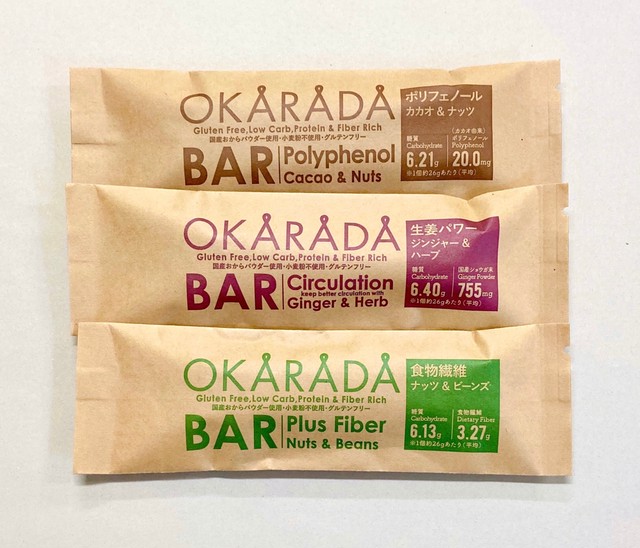 OKÅRÅDÅ
Gluten Free,Low Carb,Protein & Fiber Rich
国産おからパウダー使用・小麦粉不使用・グルテンフリー
BAR
Polyphenol
Cacao & Nuts
ポリフェノール
カカオ & ナッツ
糖質
Carbohydrate
6.21g
(カカオ由来)
ポリフェノール
Polyphenol
20.0mg
※1個約26gあたり(平均)
OKÅRÅDÅ
Gluten Free,Low Carb,Protein & Fiber Rich
国産おからパウダー使用・小麦粉不使用・グルテンフリー
BAR
Circulation
keep better circulation with
Ginger & Herb
生姜パワー
ジンジャー &
ハーブ
糖質
Carbohydrate
6.40g
国産ショウガ末
Ginger Powder
755mg
※1個約26gあたり(平均)
OKÅRÅDÅ
Gluten Free,Low Carb,Protein & Fiber Rich
国産おからパウダー使用・小麦粉不使用・グルテンフリー
BAR
Plus Fiber
Nuts & Beans
食物繊維
ナッツ & ビーンズ
糖質
Carbohydrate
6.13g
食物繊維
Dietary Fiber
3.27g
※1個約26gあたり(平均)